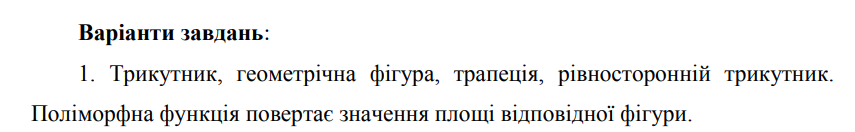 Варіанти завдань:
1. Трикутник, геометрічна фігура, трапеція, рівносторонній трикутник.
Поліморфна функція повертає значення площі відповідної фігури.